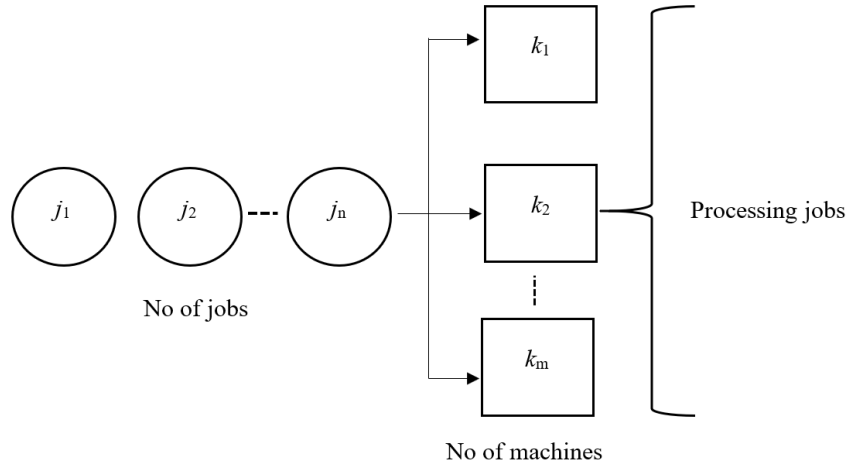 k1
j1
j2
jn
k2
Processing jobs
No of jobs
km
No of machines